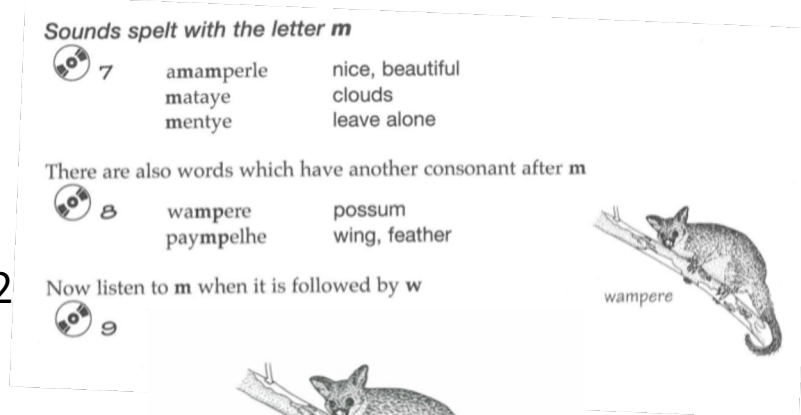 Sounds spelt with the letter m
7 amamperle nice, beautiful
mataye clouds
mentye leave alone
There are also words which have another consonant after m
8 wampere possum
paympelhe wing, feather
wampere
2 Now listen to m when it is followed by w
9